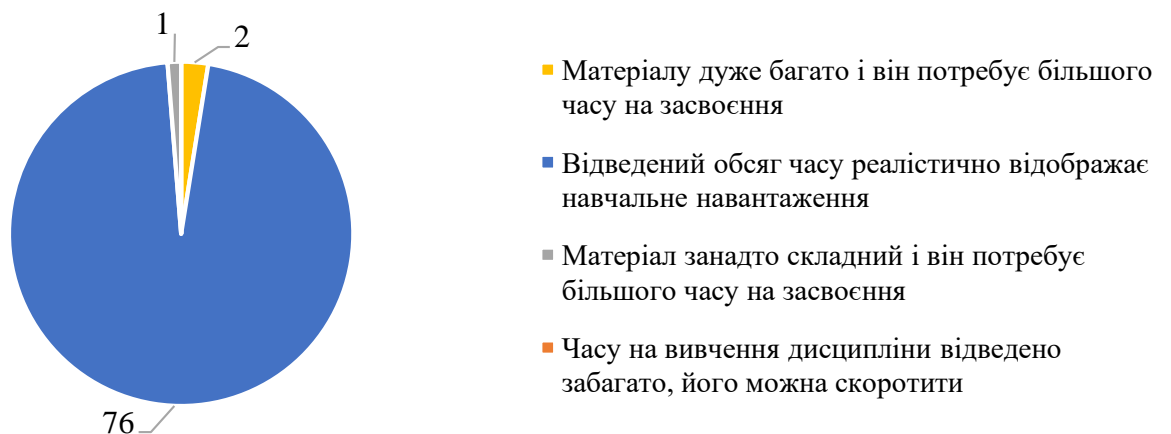 1
2
76
Матеріалу дуже багато і він потребує більшого
часу на засвоєння
Відведений обсяг часу реалістично відображає
навчальне навантаження
Матеріал занадто складний і він потребує
більшого часу на засвоєння
Часу на вивчення дисципліни відведено
забагато, його можна скоротити